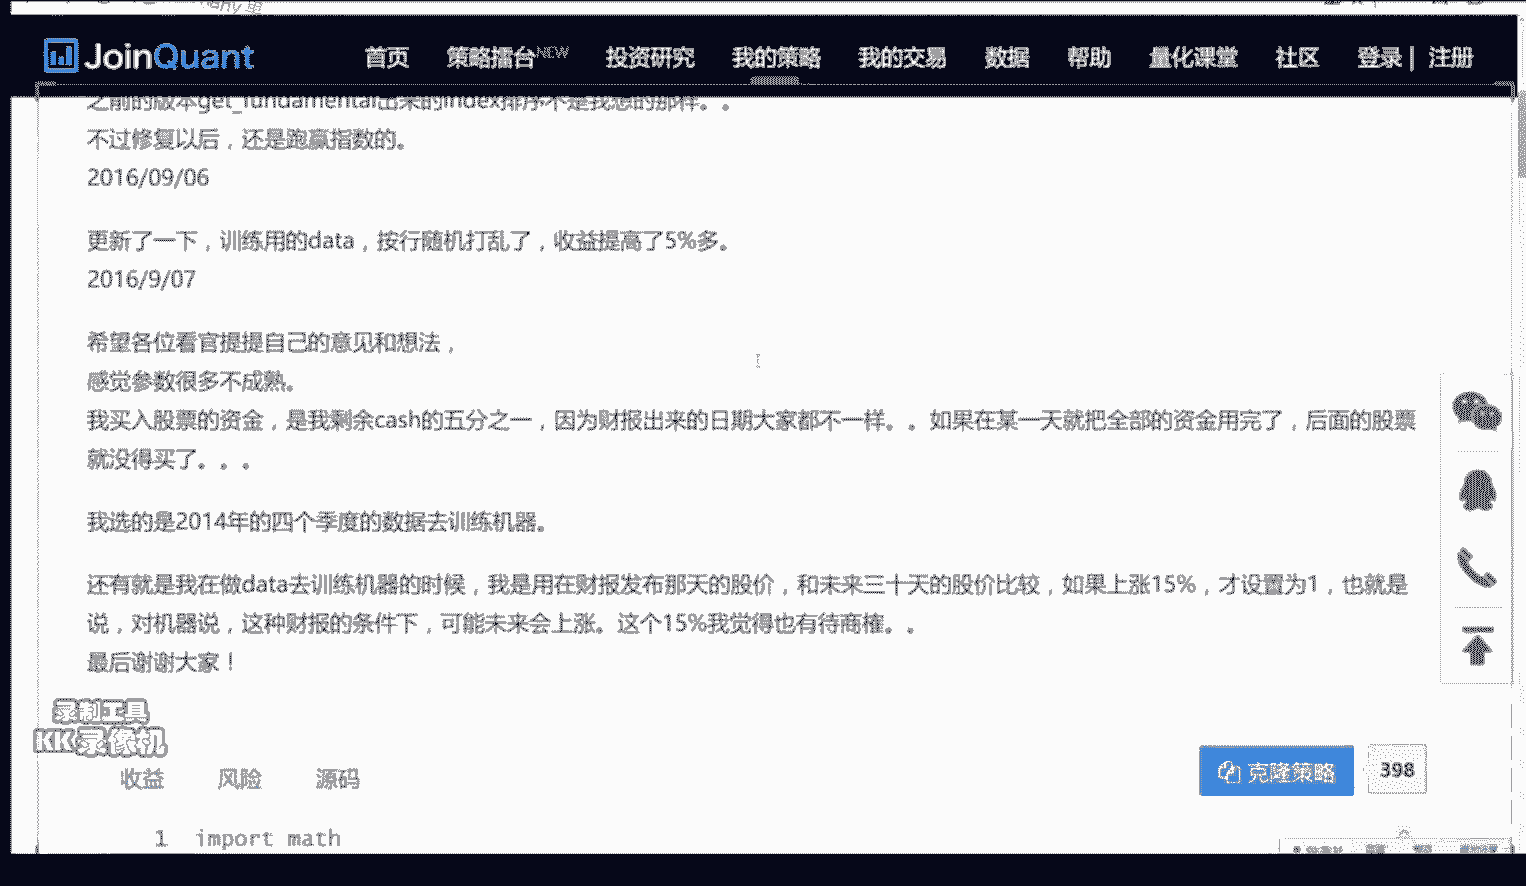 JoinQuant 首页 策略擂台NEW 投资研究 我的策略 我的交易 数据 帮助 量化课堂 社区 登录 | 注册
之前的版本get_fundamental出来的index排序不是我想的那样。。
不过修复以后，还是跑赢指数的。
2016/09/06
更新了一下，训练用的data，按行随机打乱了，收益提高了5%多。
2016/9/07
希望各位看官提提自己的意见和想法，
感觉参数很多不成熟。
我买入股票的资金，是我剩余cash的五分之一，因为财报出来的日期大家都不一样。。如果在某一天就把全部的资金用完了，后面的股票
就没得买了。。。
我选的是2014年的四个季度的数据去训练机器。
还有就是我在做data去训练机器的时候，我是用在财报发布那天的股价，和未来三十天的股价比较，如果上涨15%，才设置为1，也就是
说，对机器说，这种财报的条件下，可能未来会上涨。这个15%我觉得也有待商榷。。
最后谢谢大家！
录制工具
KK录像机
收益 风险 源码 克隆策略 398
1 import math